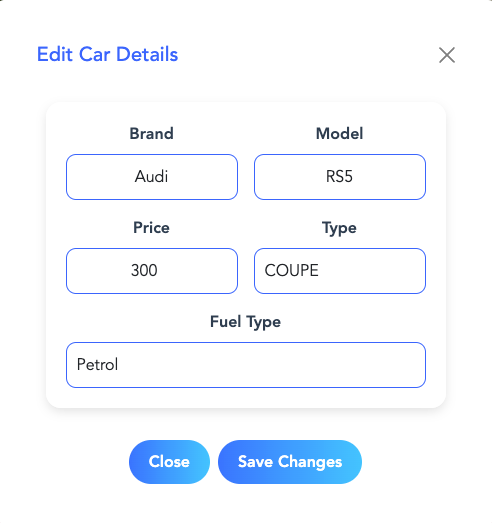 Edit Car Details
Brand Model
Audi RS5
Price Type
300 COUPE
Fuel Type
Petrol
Close Save Changes